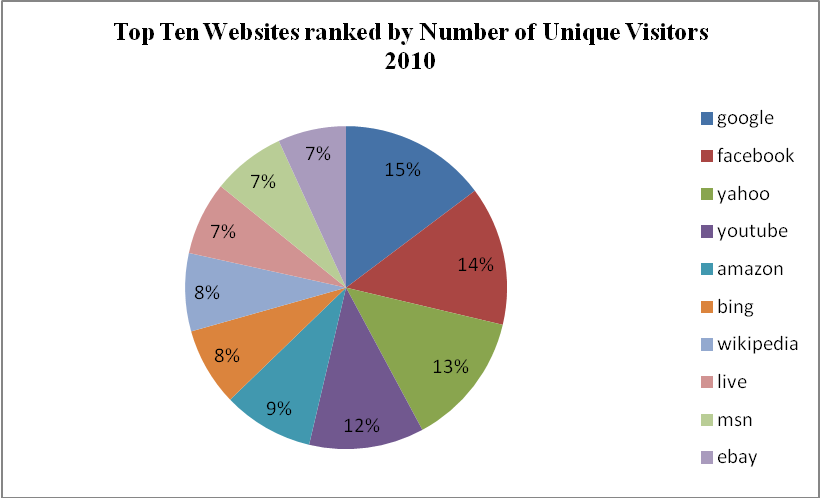 Top Ten Websites ranked by Number of Unique Visitors
2010
15%
14%
13%
12%
9%
8%
8%
7%
7%
7%
google
facebook
yahoo
youtube
amazon
bing
wikipedia
live
msn
ebay